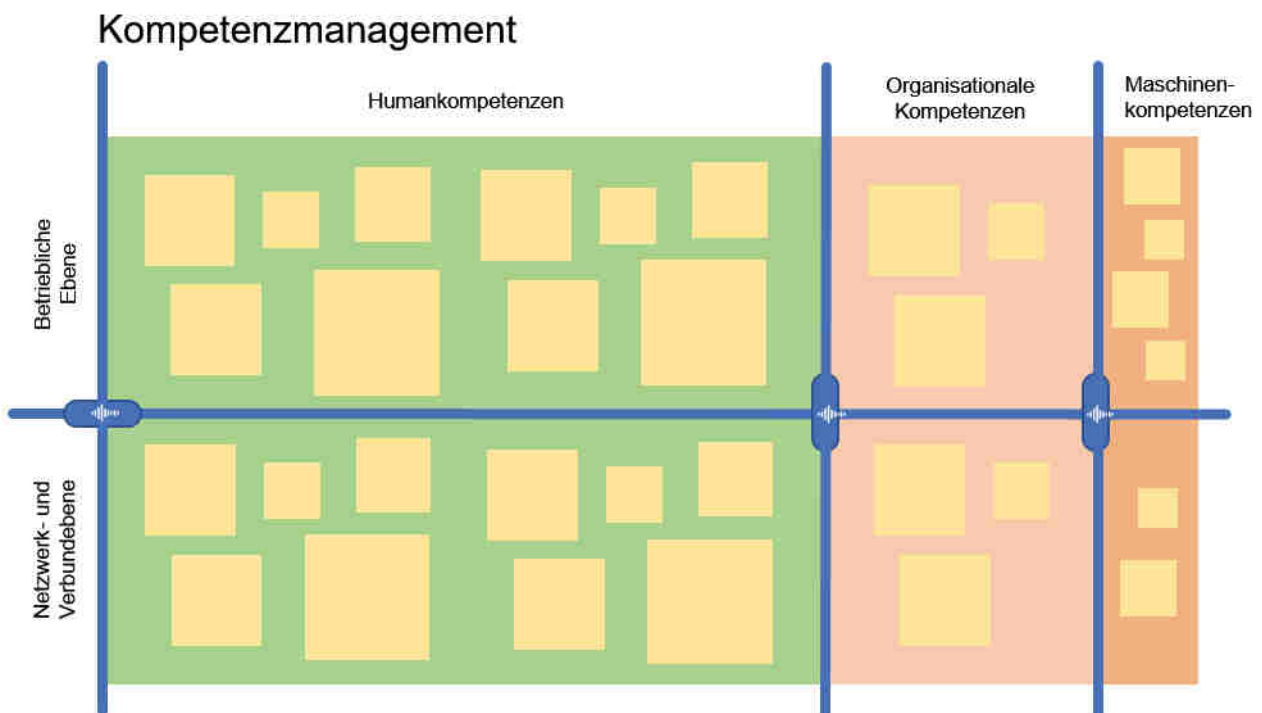 Kompetenzmanagement
Humankompetenzen
Organisationale
Kompetenzen
Maschinen-
kompetenzen
Betriebliche
Ebene
Netzwerk- und
Verbundebene